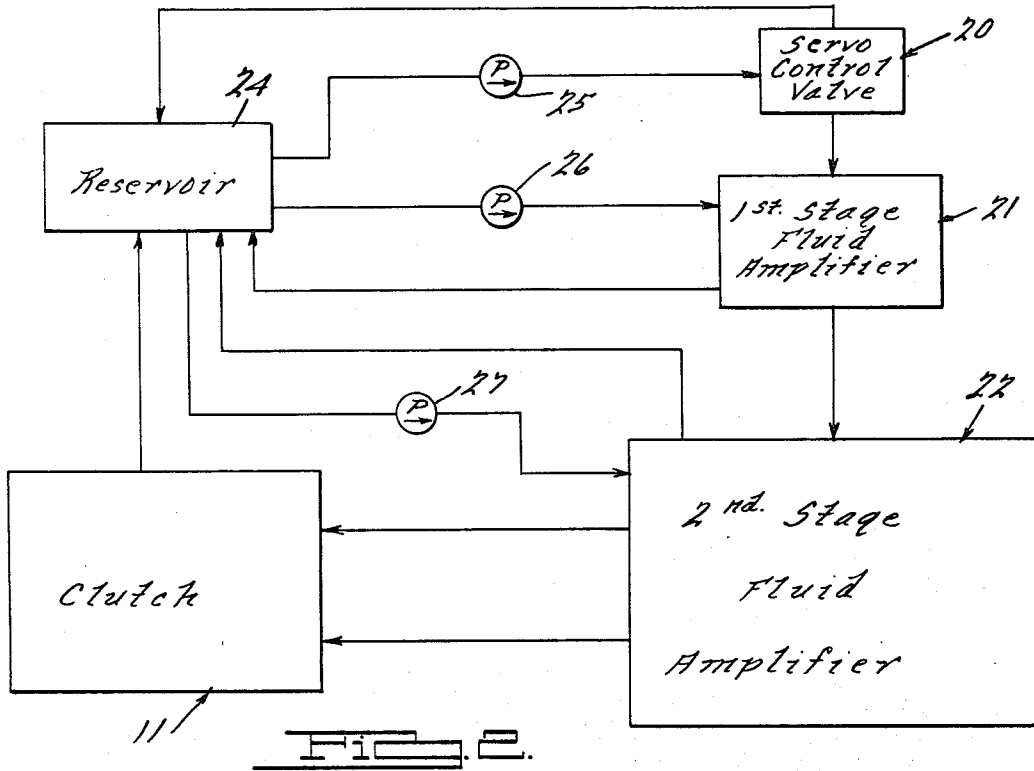 Servo
Control
Valve
20
24
P
25
Reservoir
P
26
1st. Stage
Fluid
Amplifier
21
P
27
22
2nd. Stage
Fluid
Amplifier
Clutch
11
Fig. 2.